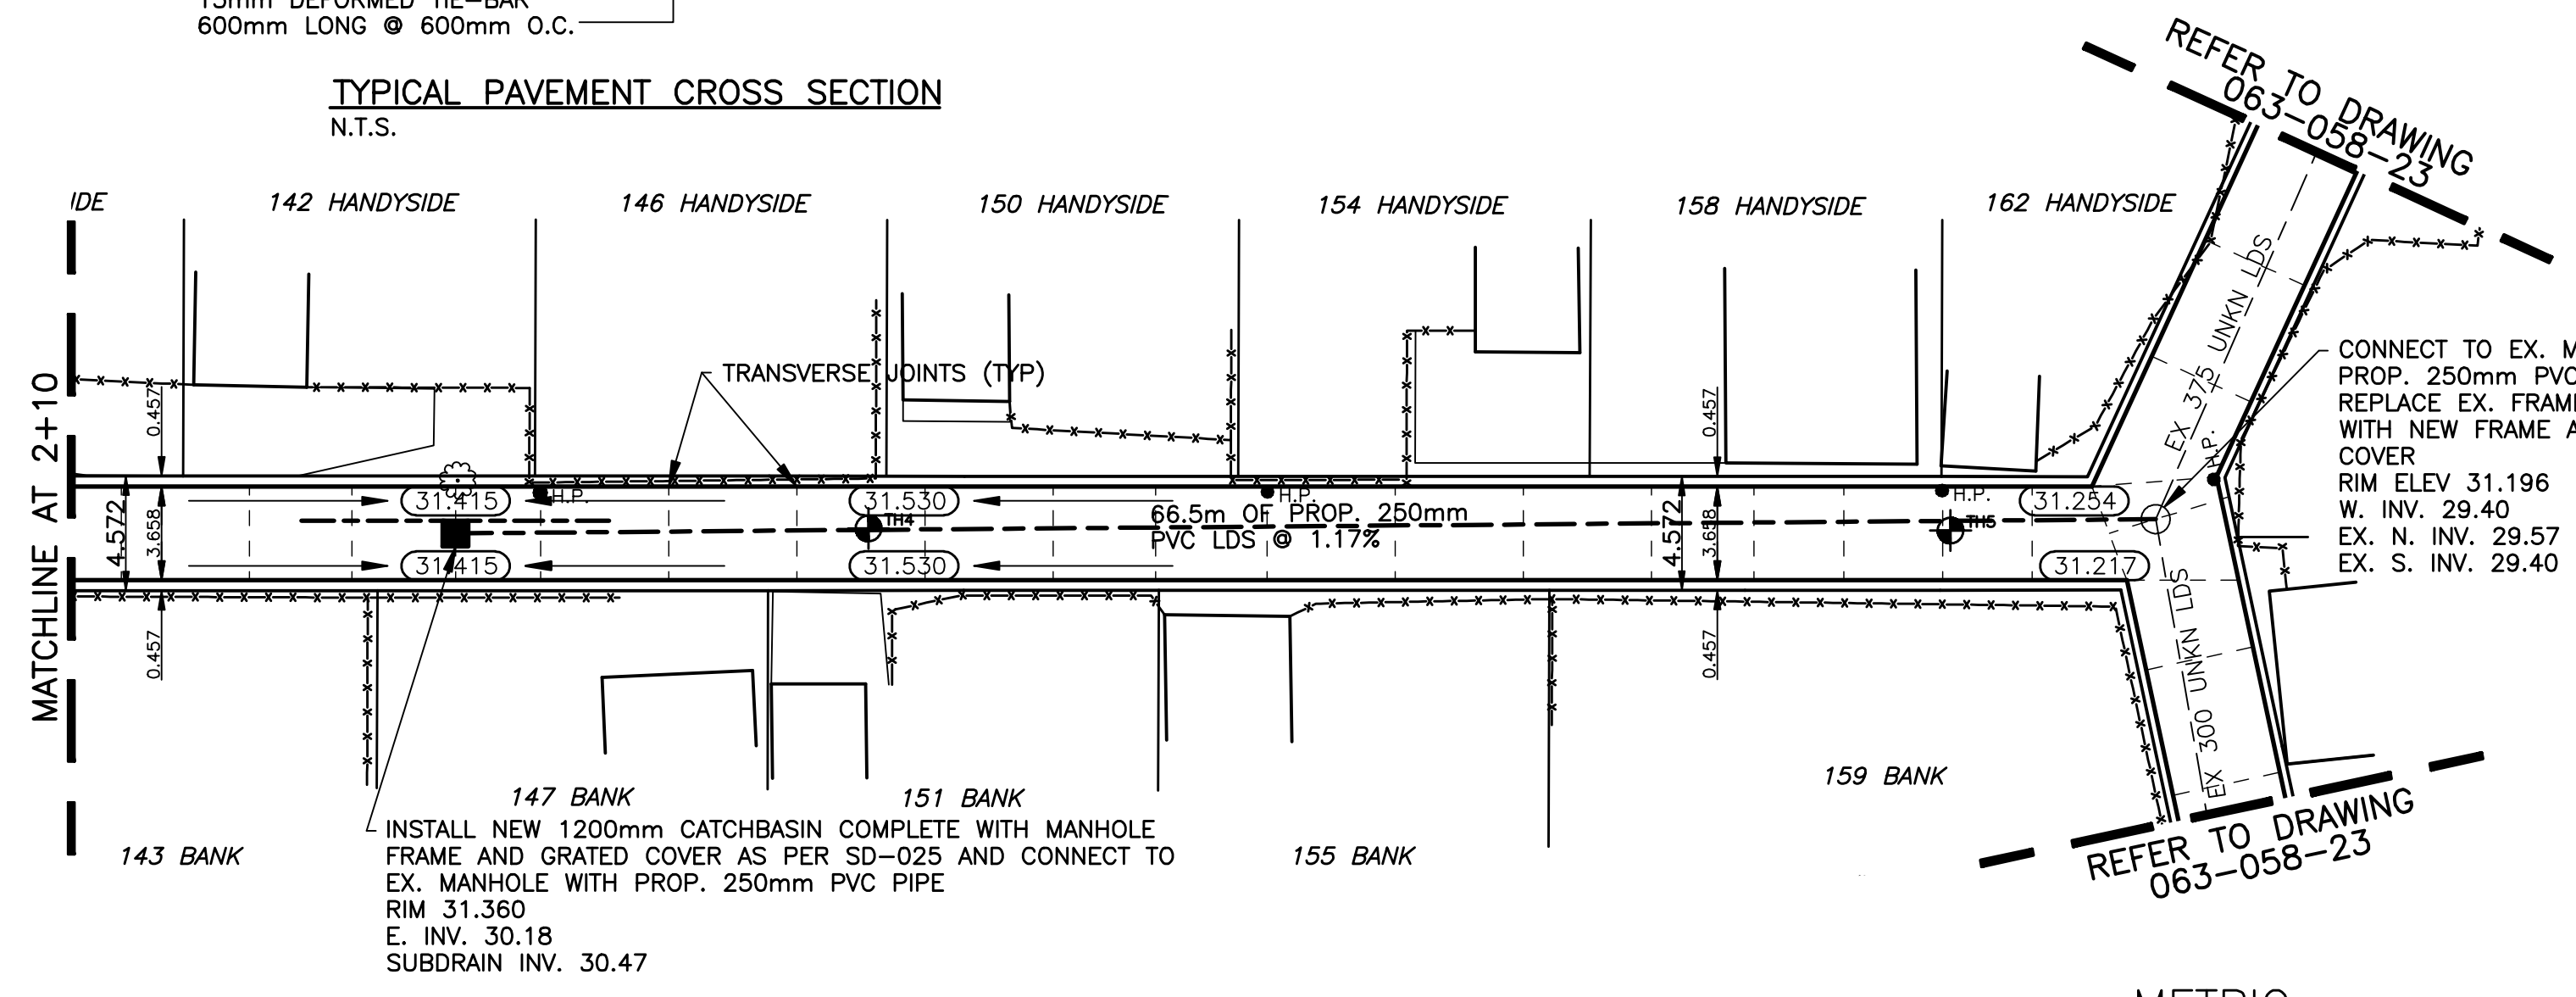 15mm DEFORMED TIE-BAR
600mm LONG @ 600mm O.C.
TYPICAL PAVEMENT CROSS SECTION
N.T.S.
REFER TO DRAWING
063-058-23
142 HANDYSIDE
146 HANDYSIDE
150 HANDYSIDE
154 HANDYSIDE
158 HANDYSIDE
162 HANDYSIDE
MATCHLINE AT 2+10
TRANSVERSE JOINTS (TYP)
0.457
0.457
4.572
3.658
31.415
H.P.
31.530
TH4
H.P.
66.5m OF PROP. 250mm
PVC LDS @ 1.17%
4.572
3.658
H.P.
TH5
31.254
31.415
31.530
31.217
0.457
0.457
EX 375 UNKN LDS
H.P.
EX 300 UNKN LDS
CONNECT TO EX.
PROP. 250mm PVC
REPLACE EX.
WITH NEW FRAME
COVER
RIM ELEV 31.196
W. INV. 29.40
EX. N. INV. 29.57
EX. S. INV. 29.40
143 BANK
147 BANK
151 BANK
155 BANK
159 BANK
INSTALL NEW 1200mm CATCHBASIN COMPLETE WITH MANHOLE
FRAME AND GRATED COVER AS PER SD-025 AND CONNECT TO
EX. MANHOLE WITH PROP. 250mm PVC PIPE
RIM 31.360
E. INV. 30.18
SUBDRAIN INV. 30.47
REFER TO DRAWING
063-058-23
METRIC